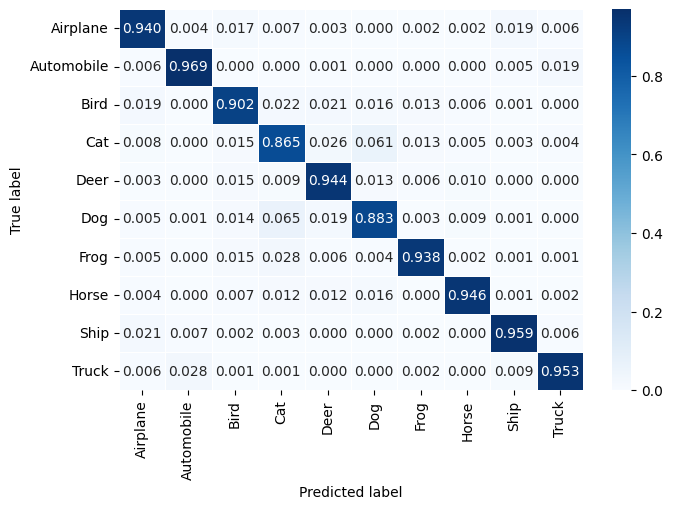 Airplane 0.940 0.004 0.017 0.007 0.003 0.000 0.002 0.002 0.019 0.006
Automobile 0.006 0.969 0.000 0.000 0.001 0.000 0.000 0.000 0.005 0.019
Bird 0.019 0.000 0.902 0.022 0.021 0.016 0.013 0.006 0.001 0.000
Cat 0.008 0.000 0.015 0.865 0.026 0.061 0.013 0.005 0.003 0.004
Deer 0.003 0.000 0.015 0.009 0.944 0.013 0.006 0.010 0.000 0.000
Dog 0.005 0.001 0.014 0.065 0.019 0.883 0.003 0.009 0.001 0.000
Frog 0.005 0.000 0.015 0.028 0.006 0.004 0.938 0.002 0.001 0.001
Horse 0.004 0.000 0.007 0.012 0.012 0.016 0.000 0.946 0.001 0.002
Ship 0.021 0.007 0.002 0.003 0.000 0.000 0.002 0.000 0.959 0.006
Truck 0.006 0.028 0.001 0.001 0.000 0.000 0.002 0.000 0.009 0.953
True label
Airplane Automobile Bird Cat Deer Dog Frog Horse Ship Truck
Predicted label
0.8
0.6
0.4
0.2
0.0